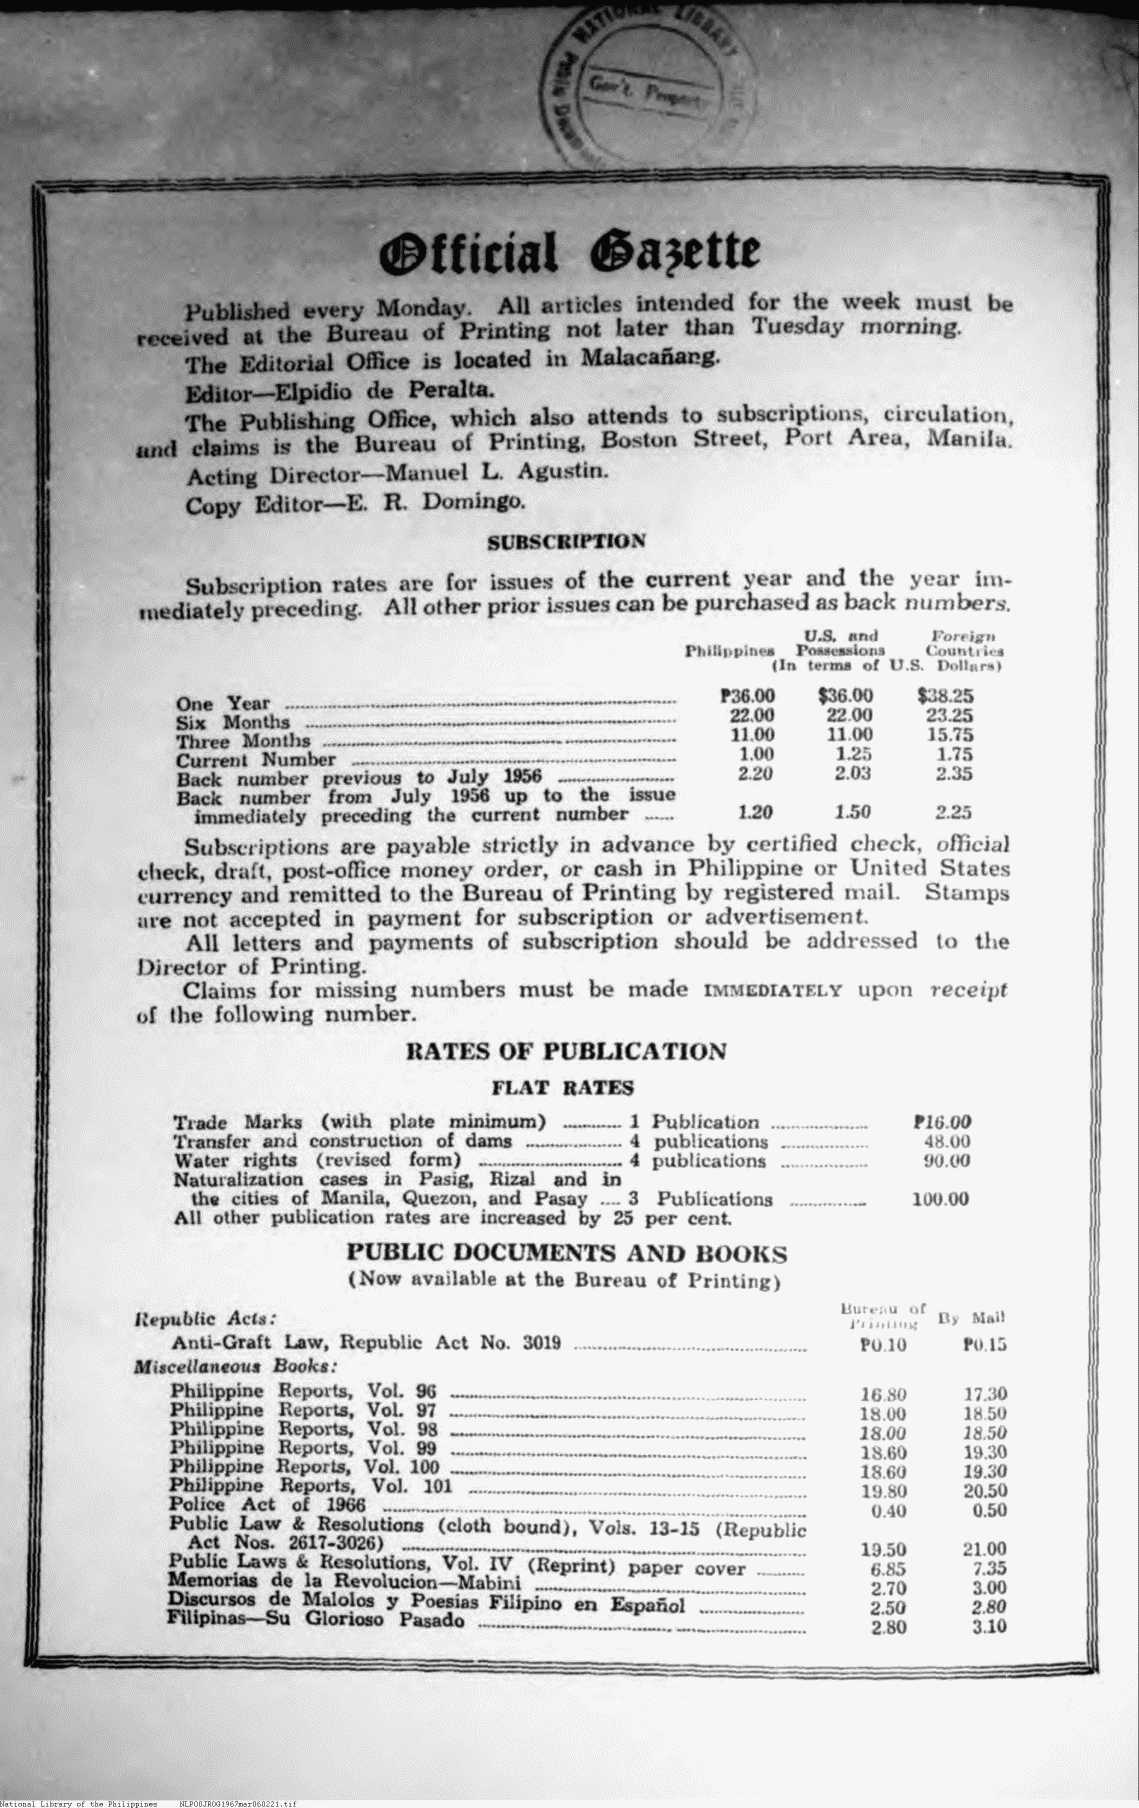 NATIONAL LIBRARY
Public Docu
Gov't. Property
Official Gazette
Published every Monday. All articles intended for the week must be
received at the Bureau of Printing not later than Tuesday morning.
The Editorial Office is located in Malacañang.
Editor—Elpidio de Peralta.
The Publishing Office, which also attends to subscriptions, circulation,
and claims is the Bureau of Printing, Boston Street, Port Area, Manila.
Acting Director—Manuel L. Agustin.
Copy Editor—E. R. Domingo.
SUBSCRIPTION
Subscription rates are for issues of the current year and the year im-
mediately preceding. All other prior issues can be purchased as back numbers.
U.S. and Foreign
Philippines Possessions Countries
(In terms of U.S. Dollars)
One Year ₱36.00 $36.00 $38.25
Six Months 22.00 22.00 23.25
Three Months 11.00 11.00 15.75
Current Number 1.00 1.25 1.75
Back number previous to July 1956 2.20 2.03 2.35
Back number from July 1956 up to the issue
immediately preceding the current number 1.20 1.50 2.25
Subscriptions are payable strictly in advance by certified check, official
check, draft, post-office money order, or cash in Philippine or United States
currency and remitted to the Bureau of Printing by registered mail. Stamps
are not accepted in payment for subscription or advertisement.
All letters and payments of subscription should be addressed to the
Director of Printing.
Claims for missing numbers must be made IMMEDIATELY upon receipt
of the following number.
RATES OF PUBLICATION
FLAT RATES
Trade Marks (with plate minimum) 1 Publication ₱16.00
Transfer and construction of dams 4 publications 48.00
Water rights (revised form) 4 publications 90.00
Naturalization cases in Pasig, Rizal and in
the cities of Manila, Quezon, and Pasay 3 Publications 100.00
All other publication rates are increased by 25 per cent.
PUBLIC DOCUMENTS AND BOOKS
(Now available at the Bureau of Printing)
Republic Acts: Bureau of Printing By Mail
Anti-Graft Law, Republic Act No. 3019 ₱0.10 ₱0.15
Miscellaneous Books:
Philippine Reports, Vol. 96 16.80 17.30
Philippine Reports, Vol. 97 18.00 18.50
Philippine Reports, Vol. 98 18.00 18.50
Philippine Reports, Vol. 99 18.60 19.30
Philippine Reports, Vol. 100 18.60 19.30
Philippine Reports, Vol. 101 19.80 20.50
Police Act of 1966 0.40 0.50
Public Law & Resolutions (cloth bound), Vols. 13-15 (Republic
Act Nos. 2617-3026) 19.50 21.00
Public Laws & Resolutions, Vol. IV (Reprint) paper cover 6.85 7.35
Memorias de la Revolucion—Mabini 2.70 3.00
Discursos de Malolos y Poesias Filipino en Español 2.50 2.80
Filipinas—Su Glorioso Pasado 2.80 3.10
National Library of the Philippines NLPO0JROG1967mar060221.tif